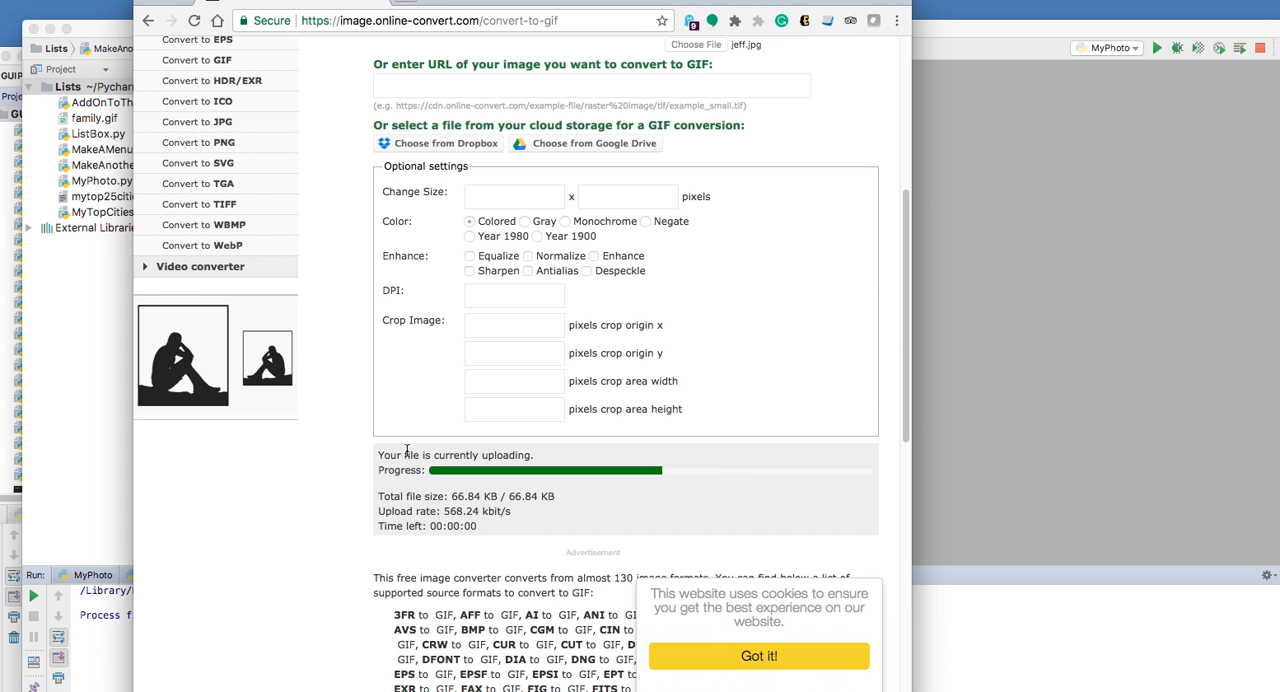 Secure | https://image.online-convert.com/convert-to-gif
9
Lists
MakeAno
MyPhoto
GUIP
Project
Proje
Lists ~/Pychar
AddOnToTh
family.gif
ListBox.py
MakeAMenu
MakeAnothe
MyPhoto.py
mytop25citi
MyTopCities
External Librarie
Convert to EPS
Convert to GIF
Convert to HDR/EXR
Convert to ICO
Convert to JPG
Convert to PNG
Convert to SVG
Convert to TGA
Convert to TIFF
Convert to WBMP
Convert to WebP
Video converter
Choose File jeff.jpg
Or enter URL of your image you want to convert to GIF:
(e.g. https://cdn.online-convert.com/example-file/raster%20image/tif/example_small.tif)
Or select a file from your cloud storage for a GIF conversion:
Choose from Dropbox Choose from Google Drive
Optional settings
Change Size: x pixels
Color: Colored Gray Monochrome Negate
Year 1980 Year 1900
Enhance: Equalize Normalize Enhance
Sharpen Antialias Despeckle
DPI:
Crop Image: pixels crop origin x
pixels crop origin y
pixels crop area width
pixels crop area height
Your file is currently uploading.
Progress:
Total file size: 66.84 KB / 66.84 KB
Upload rate: 568.24 kbit/s
Time left: 00:00:00
Advertisement
This free image converter converts from almost 130 image formats. You can find below a list of
supported source formats to convert to GIF:
3FR to GIF, AFF to GIF, AI to GIF, ANI to GI
AVS to GIF, BMP to GIF, CGM to GIF, CIN to
GIF, CRW to GIF, CUR to GIF, CUT to GIF, D
GIF, DFONT to GIF, DIA to GIF, DNG to GIF,
EPS to GIF, EPSF to GIF, EPSI to GIF, EPT to
EXR to GIF, FAX to GIF, FIG to GIF, FITS to
This website uses cookies to ensure
you get the best experience on our
website.
Got it!
Run: MyPhoto
/Library/
Process f